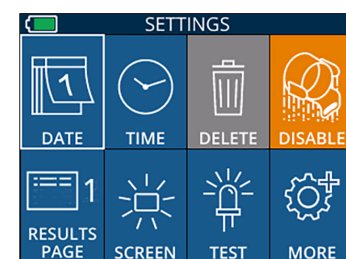 SETTINGS
1
DATE
TIME
DELETE
DISABLE
1
RESULTS
PAGE
SCREEN
TEST
MORE